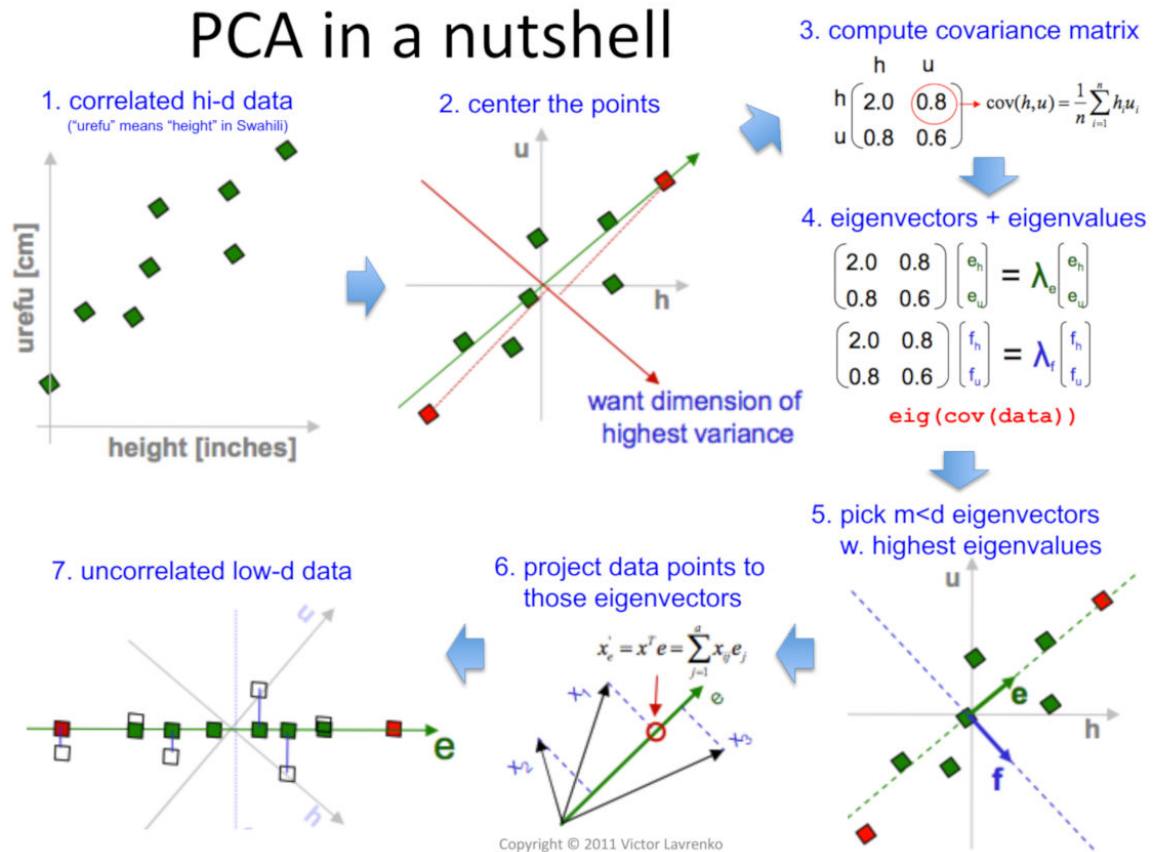 PCA in a nutshell
1. correlated hi-d data
("urefu" means "height" in Swahili)
urefu [cm]
height [inches]
2. center the points
u
h
want dimension of
highest variance
3. compute covariance matrix
h u
h 2.0 0.8 → cov(h,u) = 1/n ∑ i=1 n h_i u_i
u 0.8 0.6
4. eigenvectors + eigenvalues
2.0 0.8 e_h = λ_e e_h
0.8 0.6 e_u e_u
2.0 0.8 f_h = λ_f f_h
0.8 0.6 f_u f_u
eig(cov(data))
5. pick m<d eigenvectors
w. highest eigenvalues
u
e
h
f
6. project data points to
those eigenvectors
x'_e = x^T e = ∑ j=1 d x_ij e_j
x_1
e
x_2
x_3
7. uncorrelated low-d data
u
e
h
Copyright © 2011 Victor Lavrenko